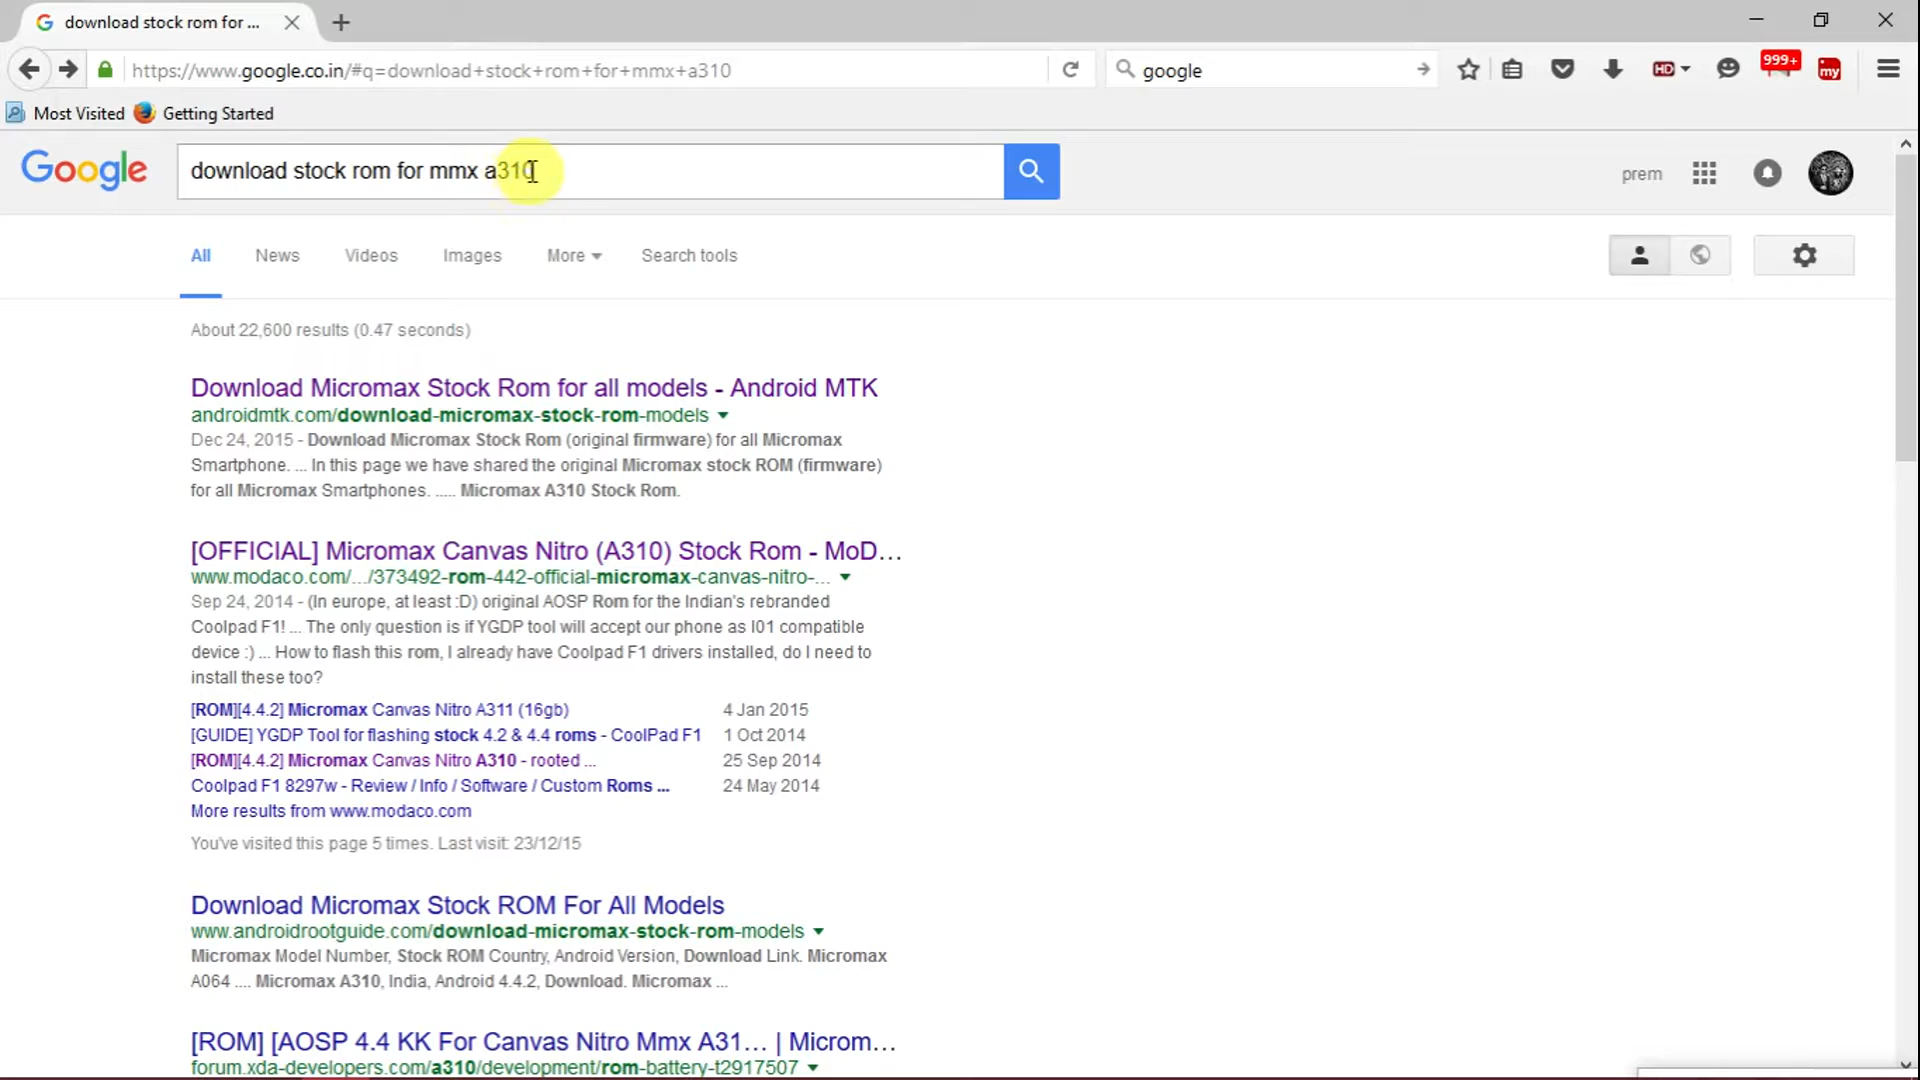 download stock rom for ...
https://www.google.co.in/#q=download+stock+rom+for+mmx+a310
google
HD
999+
my
Most Visited
Getting Started
Google
download stock rom for mmx a310
prem
All
News
Videos
Images
More
Search tools
About 22,600 results (0.47 seconds)
Download Micromax Stock Rom for all models - Android MTK
androidmtk.com/download-micromax-stock-rom-models
Dec 24, 2015 - Download Micromax Stock Rom (original firmware) for all Micromax
Smartphone. ... In this page we have shared the original Micromax stock ROM (firmware)
for all Micromax Smartphones. ..... Micromax A310 Stock Rom.
[OFFICIAL] Micromax Canvas Nitro (A310) Stock Rom - MoD...
www.modaco.com/.../373492-rom-442-official-micromax-canvas-nitro-...
Sep 24, 2014 - (In europe, at least :D) original AOSP Rom for the Indian's rebranded
Coolpad F1! ... The only question is if YGDP tool will accept our phone as I01 compatible
device :) ... How to flash this rom, I already have Coolpad F1 drivers installed, do I need to
install these too?
[ROM][4.4.2] Micromax Canvas Nitro A311 (16gb) 4 Jan 2015
[GUIDE] YGDP Tool for flashing stock 4.2 & 4.4 roms - CoolPad F1 1 Oct 2014
[ROM][4.4.2] Micromax Canvas Nitro A310 - rooted ... 25 Sep 2014
Coolpad F1 8297w - Review / Info / Software / Custom Roms ... 24 May 2014
More results from www.modaco.com
You've visited this page 5 times. Last visit: 23/12/15
Download Micromax Stock ROM For All Models
www.androidrootguide.com/download-micromax-stock-rom-models
Micromax Model Number, Stock ROM Country, Android Version, Download Link. Micromax
A064 .... Micromax A310, India, Android 4.4.2, Download. Micromax ...
[ROM] [AOSP 4.4 KK For Canvas Nitro Mmx A31... | Microm...
forum.xda-developers.com/a310/development/rom-battery-t2917507